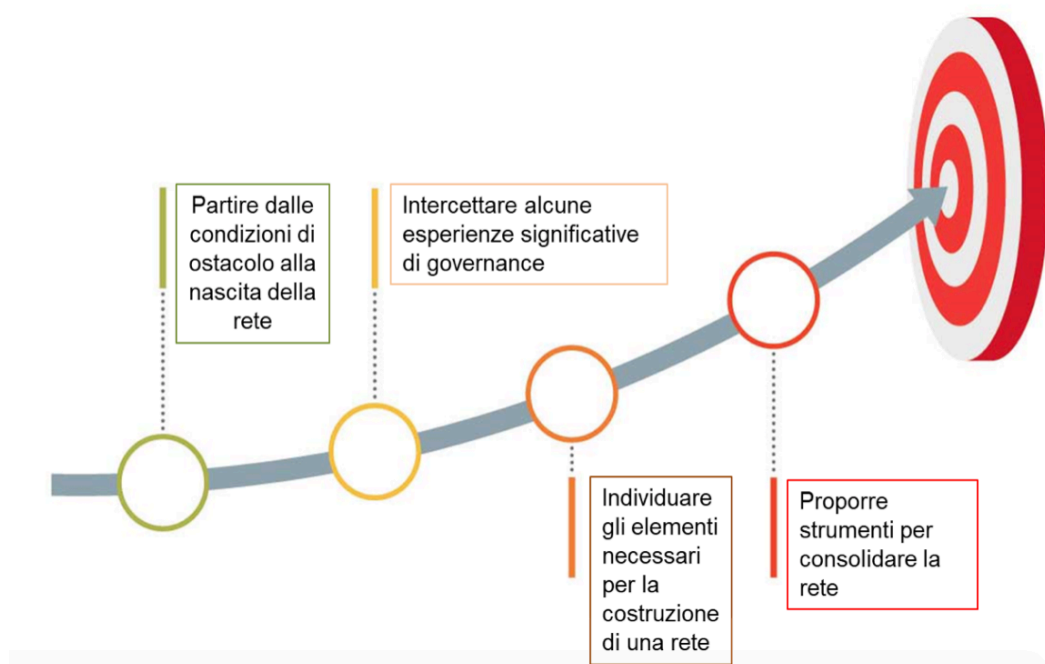 Partire dalle
condizioni di
ostacolo alla
nascita della
rete
Intercettare alcune
esperienze significative
di governance
Individuare
gli elementi
necessari
per la
costruzione
di una rete
Proporre
strumenti per
consolidare la
rete